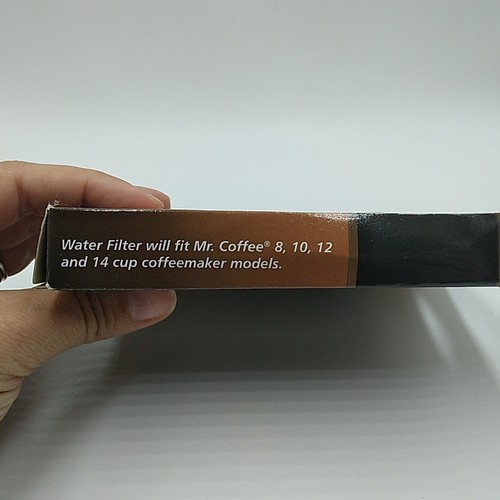 Water Filter will fit Mr. Coffee® 8, 10, 12
and 14 cup coffeemaker models.